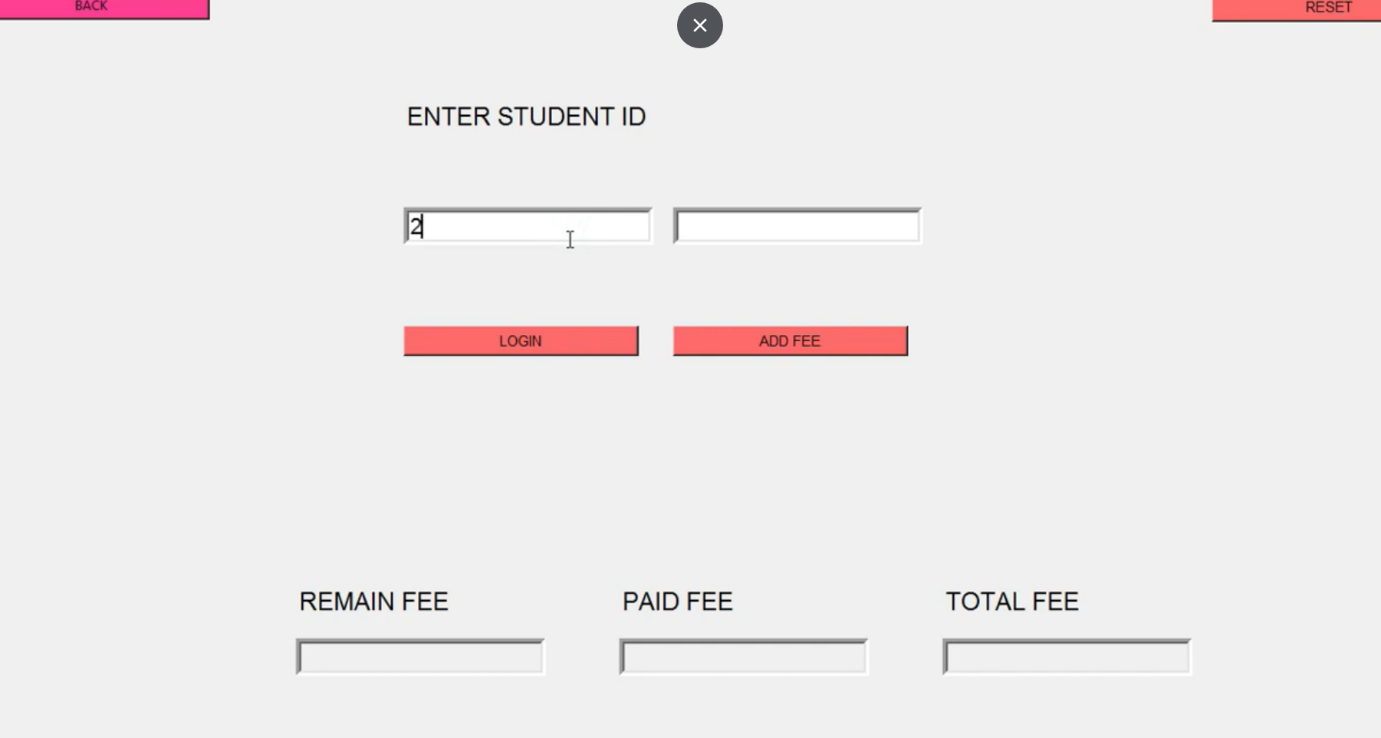 BACK
RESET
ENTER STUDENT ID
2
LOGIN
ADD FEE
REMAIN FEE
PAID FEE
TOTAL FEE